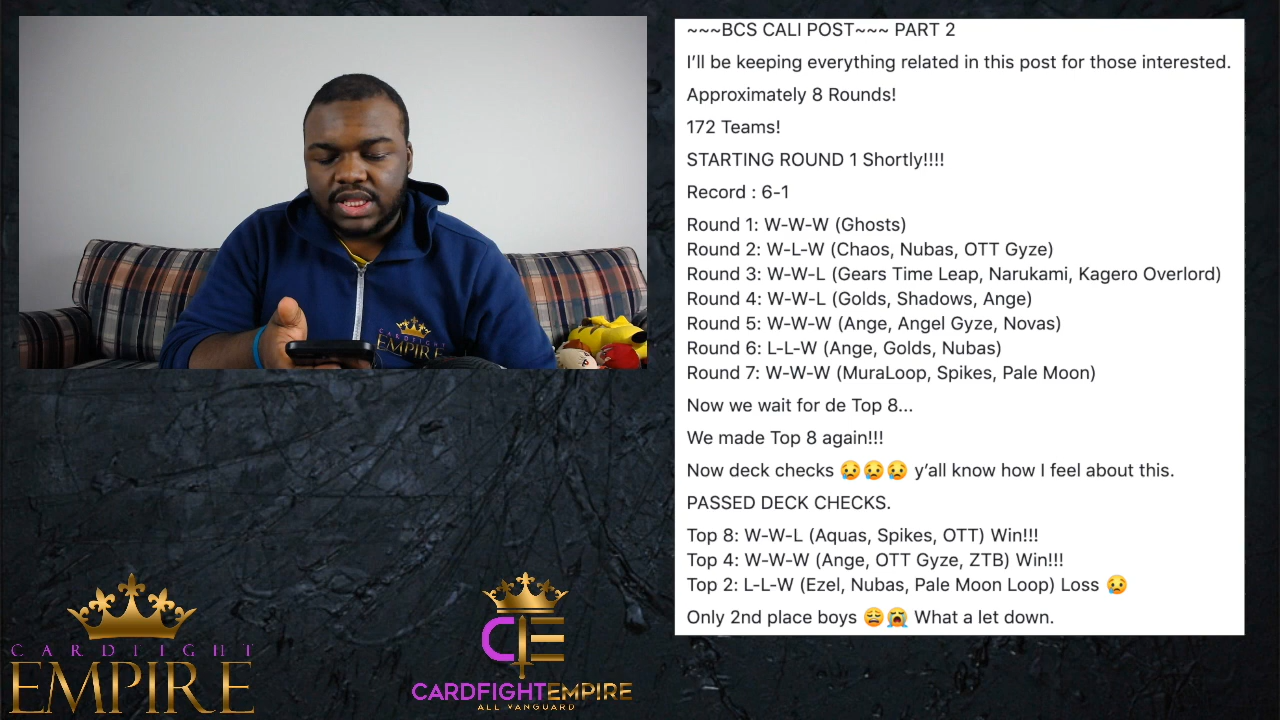 ~~~BCS CALI POST~~~ PART 2
I’ll be keeping everything related in this post for those interested.
Approximately 8 Rounds!
172 Teams!
STARTING ROUND 1 Shortly!!!!
Record : 6-1
Round 1: W-W-W (Ghosts)
Round 2: W-L-W (Chaos, Nubas, OTT Gyze)
Round 3: W-W-L (Gears Time Leap, Narukami, Kagero Overlord)
Round 4: W-W-L (Golds, Shadows, Ange)
Round 5: W-W-W (Ange, Angel Gyze, Novas)
Round 6: L-L-W (Ange, Golds, Nubas)
Round 7: W-W-W (MuraLoop, Spikes, Pale Moon)
Now we wait for de Top 8...
We made Top 8 again!!!
Now deck checks 😥😥😥 y’all know how I feel about this.
PASSED DECK CHECKS.
Top 8: W-W-L (Aquas, Spikes, OTT) Win!!!
Top 4: W-W-W (Ange, OTT Gyze, ZTB) Win!!!
Top 2: L-L-W (Ezel, Nubas, Pale Moon Loop) Loss 😥
Only 2nd place boys 😩😭 What a let down.
CARDFIGHT
EMPIRE
CARDFIGHT
EMPIRE
CE
CARDFIGHTEMPIRE
ALL VANGUARD